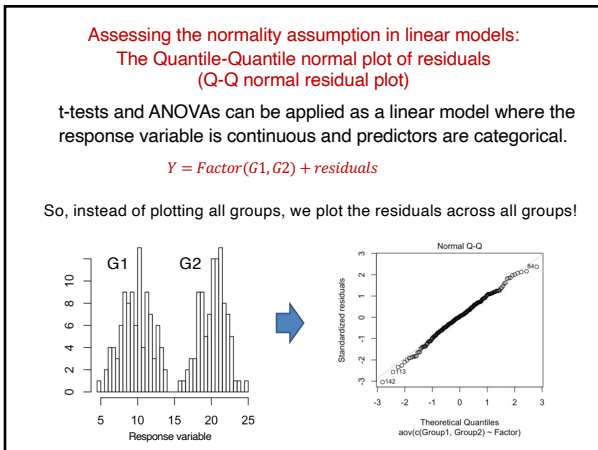 Assessing the normality assumption in linear models:
The Quantile-Quantile normal plot of residuals
(Q-Q normal residual plot)
t-tests and ANOVAs can be applied as a linear model where the
response variable is continuous and predictors are categorical.
Y = Factor(G1, G2) + residuals
So, instead of plotting all groups, we plot the residuals across all groups!
G1 G2
0 2 4 6 8 10
5 10 15 20 25
Response variable
Normal Q-Q
Standardized residuals
-3 -2 -1 0 1 2 3
84
113
142
-3 -2 -1 0 1 2 3
Theoretical Quantiles
aov(c(Group1, Group2) ~ Factor)